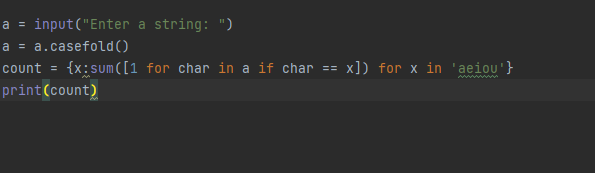 a = input("Enter a string: ")
a = a.casefold()
count = {x:sum([1 for char in a if char == x]) for x in 'aeiou'}
print(count)